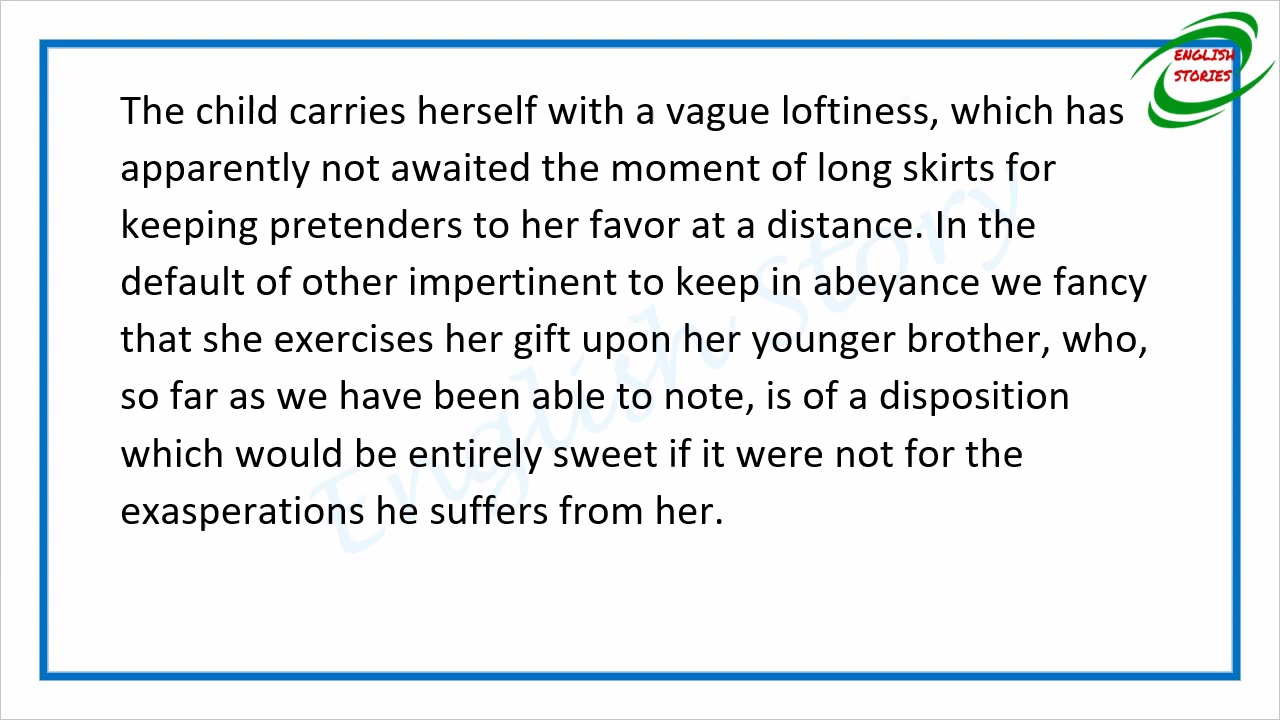 ENGLISH
STORIES
The child carries herself with a vague loftiness, which has
apparently not awaited the moment of long skirts for
keeping pretenders to her favor at a distance. In the
default of other impertinent to keep in abeyance we fancy
that she exercises her gift upon her younger brother, who,
so far as we have been able to note, is of a disposition
which would be entirely sweet if it were not for the
exasperations he suffers from her.
English Story